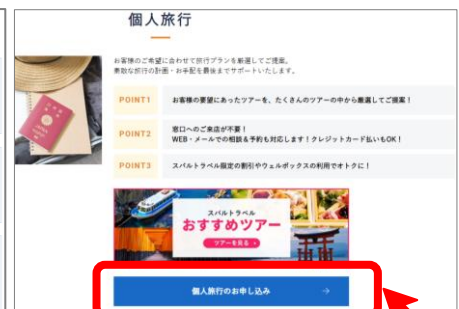 個人旅行
お客様のご希望に合わせて旅行プランを厳選してご提案。
素敵な旅行の計画・お手配を最後までサポートいたします。
POINT1 お客様の要望にあったツアーを、たくさんのツアーの中から厳選してご提案！
POINT2 窓口へのご来店が不要！
WEB・メールでの相談＆予約も対応します！クレジットカード払いもOK！
POINT3 スバルトラベル指定の割引やウェルボックスの利用でオトクに！
スバルトラベル
おすすめツアー
ツアーを見る
個人旅行のお申し込み →